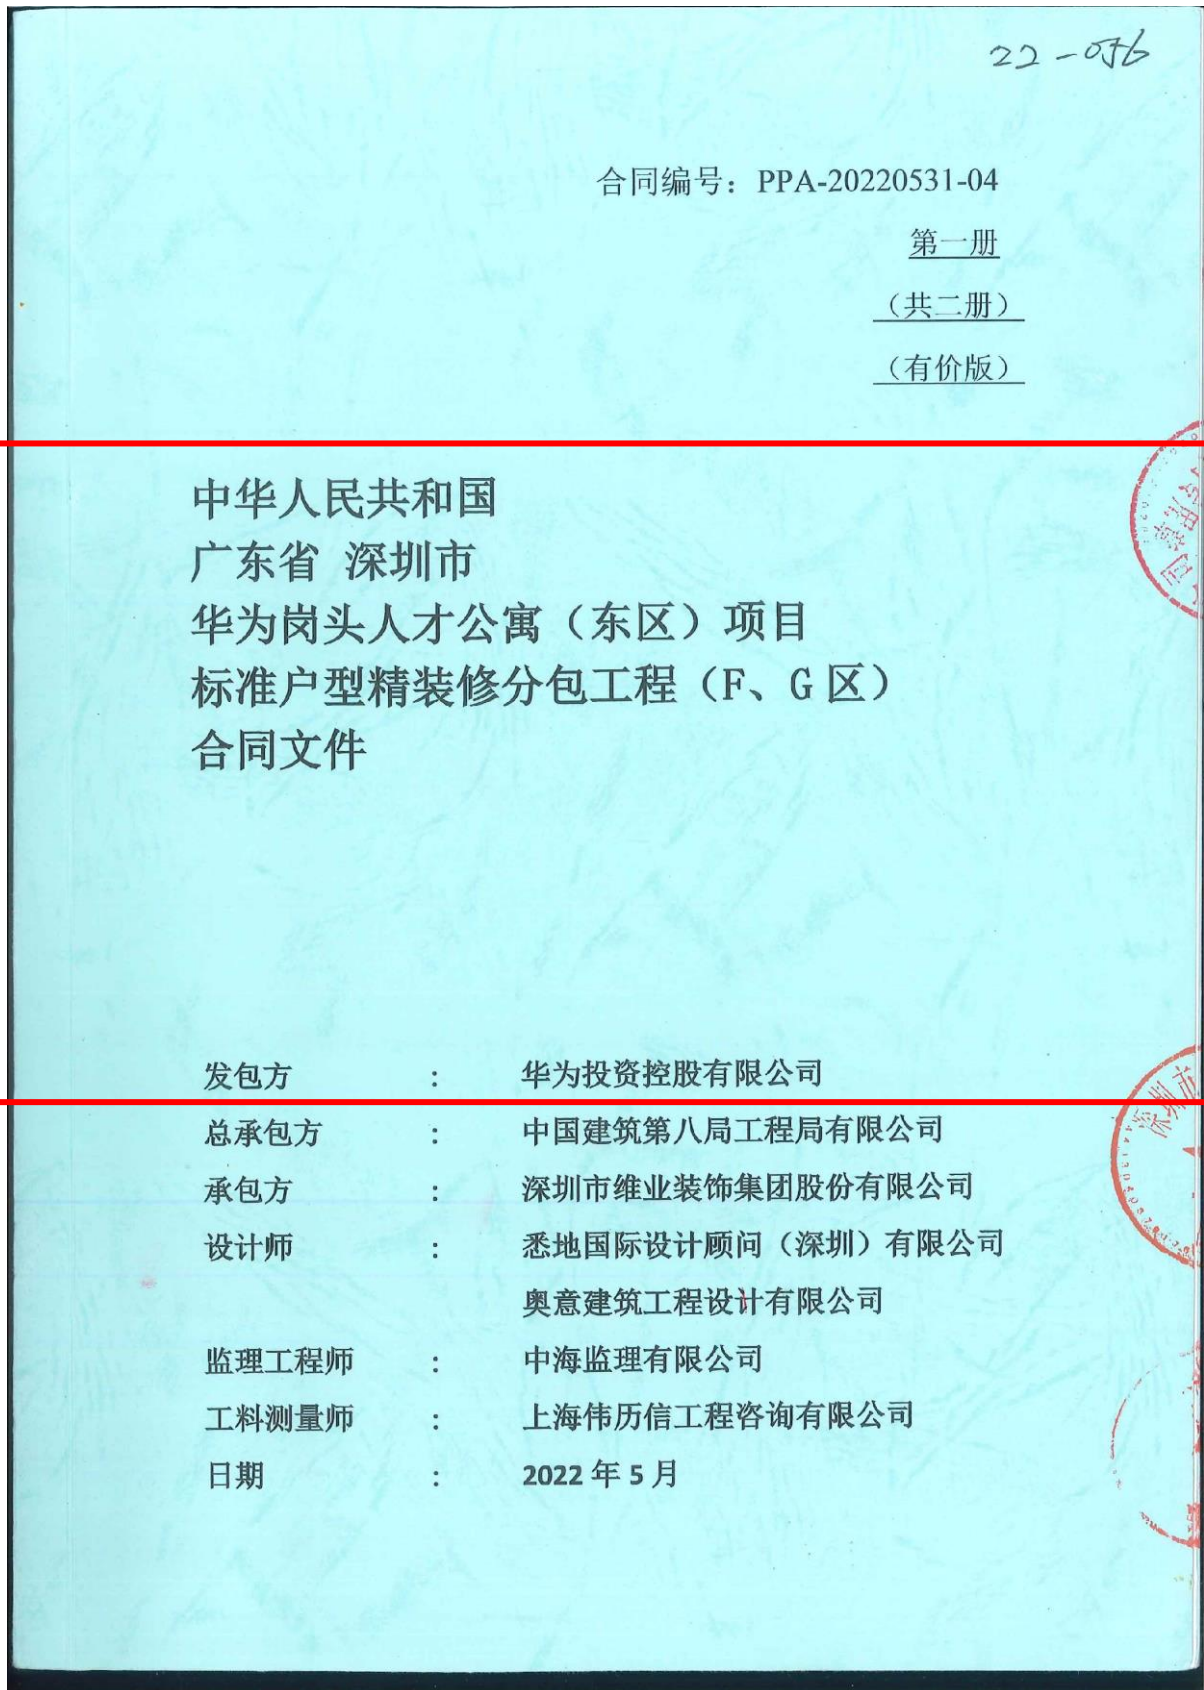 22-056
合同编号：PPA-20220531-04
第一册
（共二册）
（有价版）
中华人民共和国
广东省 深圳市
华为岗头人才公寓（东区）项目
标准户型精装修分包工程（F、G区）
合同文件
发包方 : 华为投资控股有限公司
总承包方 : 中国建筑第八局工程局有限公司
承包方 : 深圳市维业装饰集团股份有限公司
设计师 : 悉地国际设计顾问（深圳）有限公司
奥意建筑工程设计有限公司
监理工程师 : 中海监理有限公司
工料测量师 : 上海伟历信工程咨询有限公司
日期 : 2022年5月
深圳市